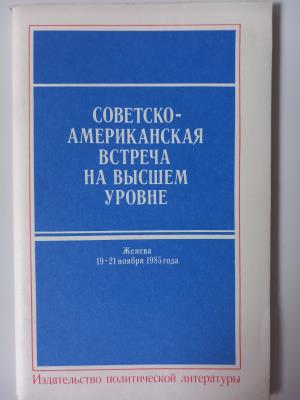 СОВЕТСКО-
АМЕРИКАНСКАЯ
ВСТРЕЧА
НА ВЫСШЕМ
УРОВНЕ
Женева
19–21 ноября 1985 года
Издательство политической литературы